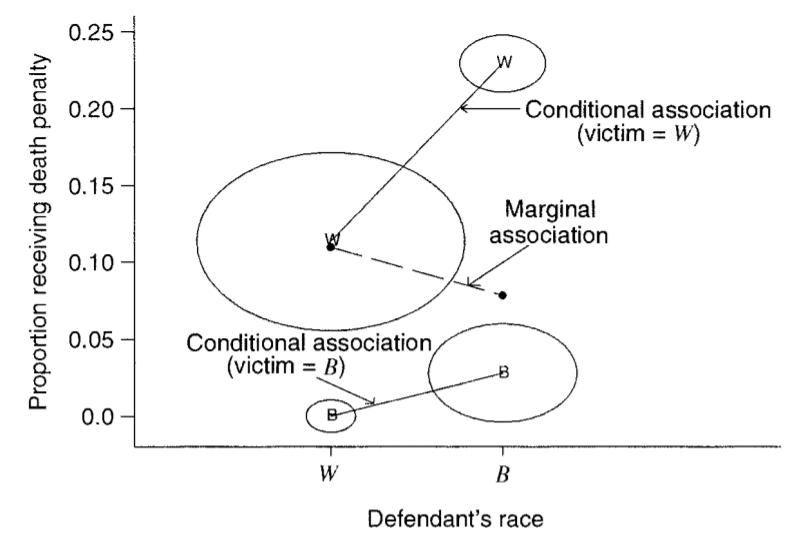 0.25
W
0.20
Conditional association
(victim = W)
0.15
Marginal
association
W
0.10
0.05
Conditional association
(victim = B)
B
0.0
B
W
B
Defendant's race
Proportion receiving death penalty